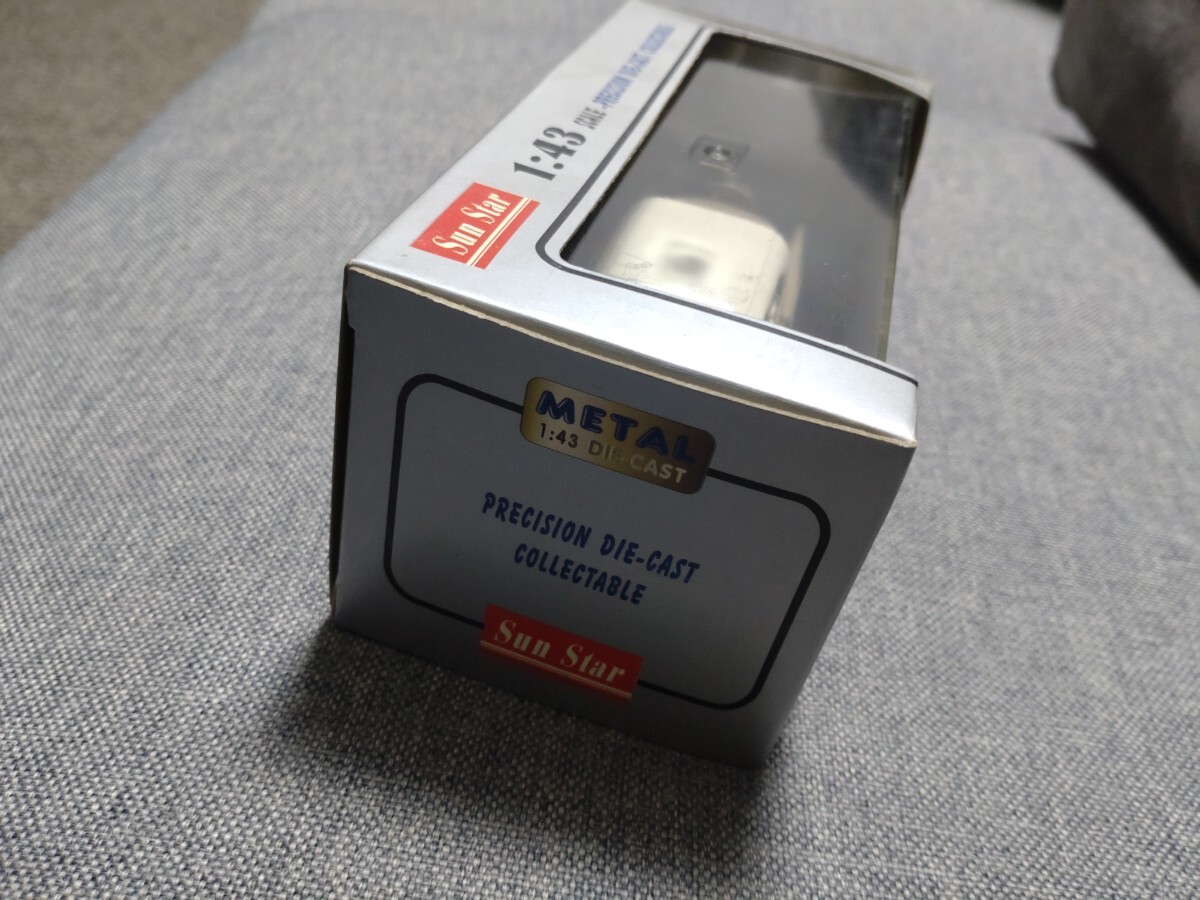 Sun Star
1:43 SCALE - PRECISION DIE-CAST
METAL
1:43 DIE-CAST
PRECISION DIE-CAST
COLLECTABLE
Sun Star